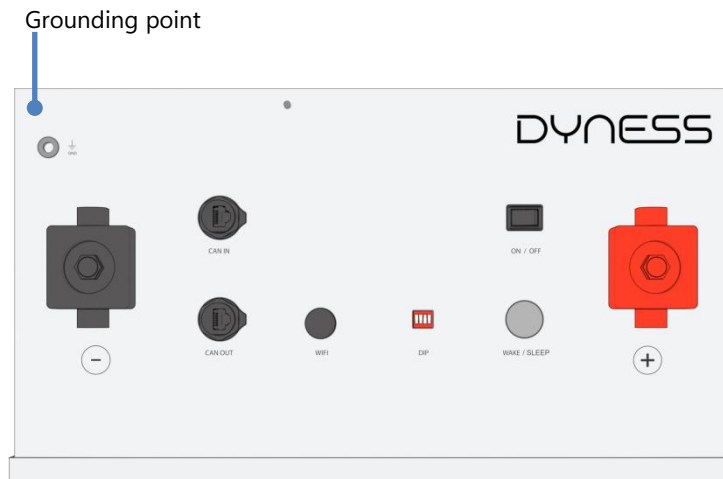 Grounding point
DYNESS
CAN IN
ON / OFF
CAN OUT
WIFI
DIP
WAKE / SLEEP